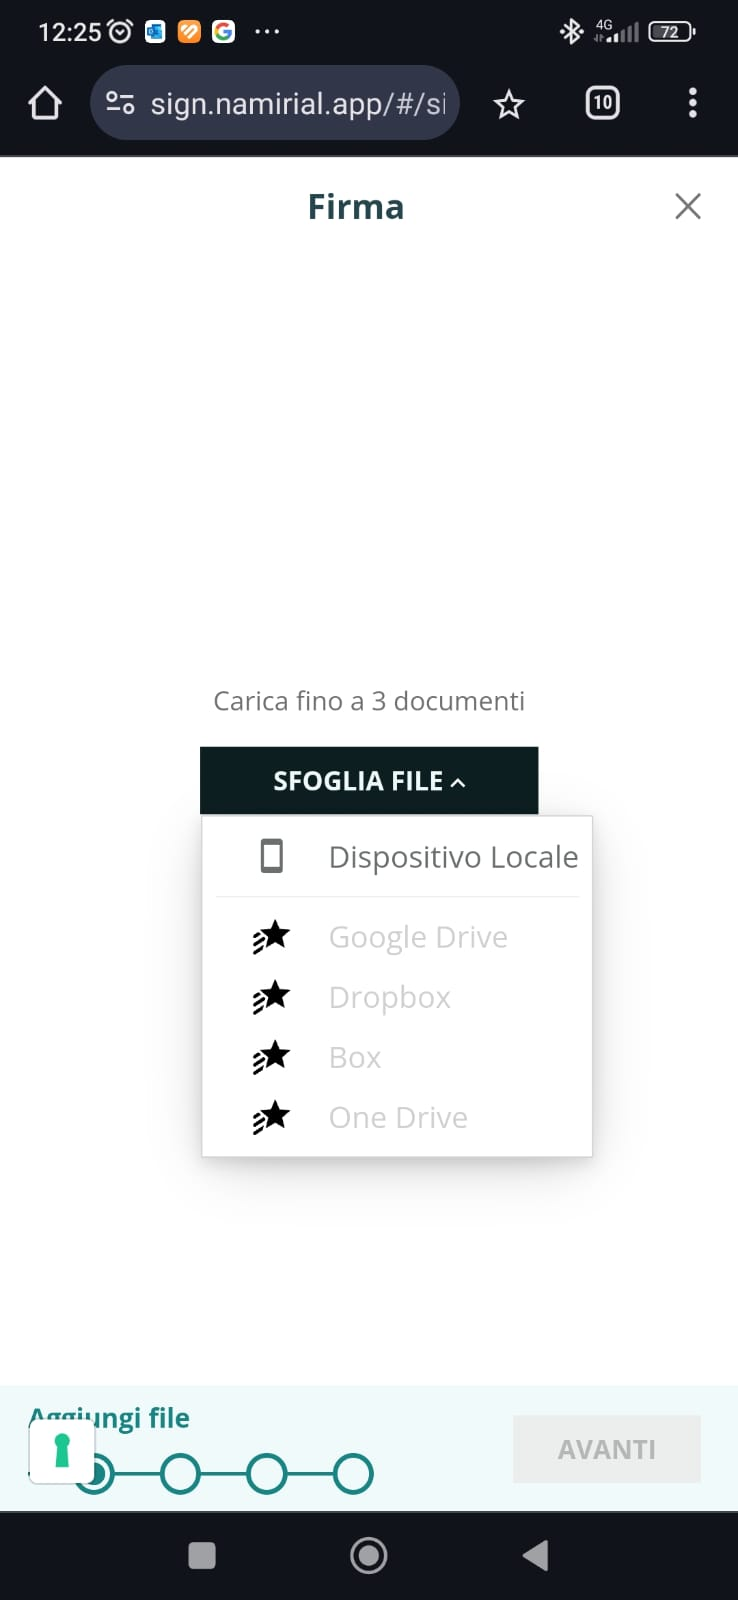 12:25
4G
72
sign.namirial.app/#/si
10
Firma
Carica fino a 3 documenti
SFOGLIA FILE
Dispositivo Locale
Google Drive
Dropbox
Box
One Drive
Aggiungi file
AVANTI